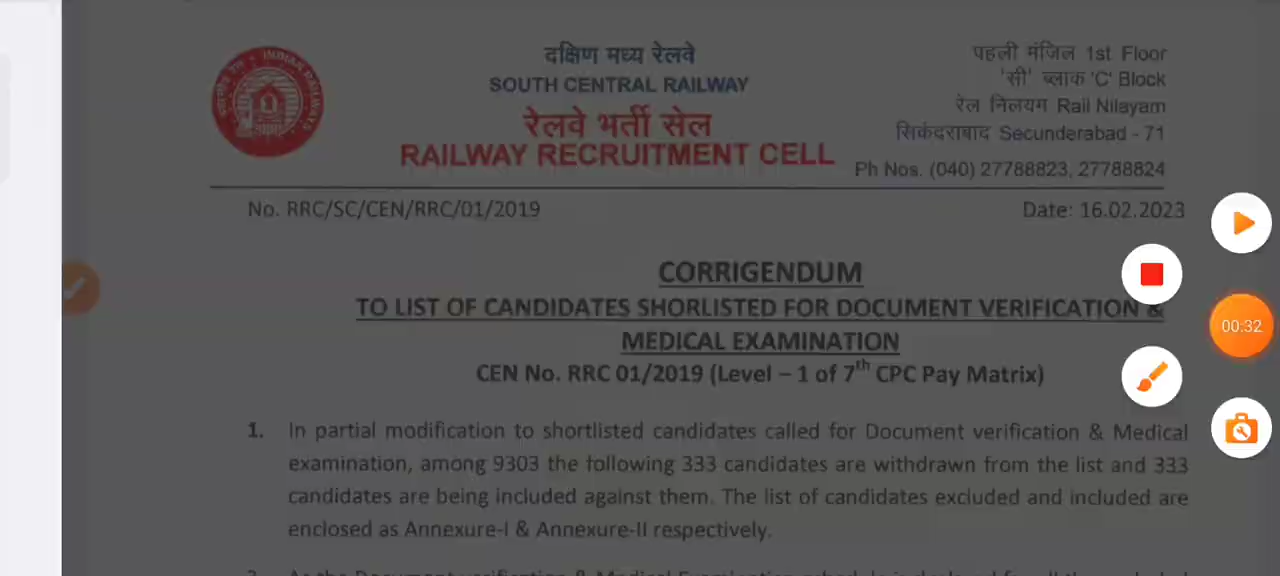 दक्षिण मध्य रेलवे
SOUTH CENTRAL RAILWAY
रेलवे भर्ती सेल
RAILWAY RECRUITMENT CELL
पहली मंजिल 1st Floor
'सी' ब्लाक 'C' Block
रेल निलयम Rail Nilayam
सिकंदराबाद Secunderabad - 71
Ph Nos. (040) 27788823, 27788824
INDIAN RAILWAYS
No. RRC/SC/CEN/RRC/01/2019
Date: 16.02.2023
CORRIGENDUM
TO LIST OF CANDIDATES SHORLISTED FOR DOCUMENT VERIFICATION &
MEDICAL EXAMINATION
CEN No. RRC 01/2019 (Level – 1 of 7th CPC Pay Matrix)
00:32
1. In partial modification to shortlisted candidates called for Document verification & Medical
examination, among 9303 the following 333 candidates are withdrawn from the list and 333
candidates are being included against them. The list of candidates excluded and included are
enclosed as Annexure-I & Annexure-II respectively.